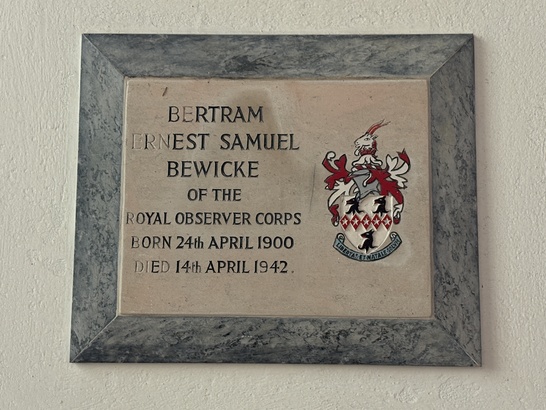 BERTRAM
ERNEST SAMUEL
BEWICKE
OF THE
ROYAL OBSERVER CORPS
BORN 24th APRIL 1900
DIED 14th APRIL 1942.